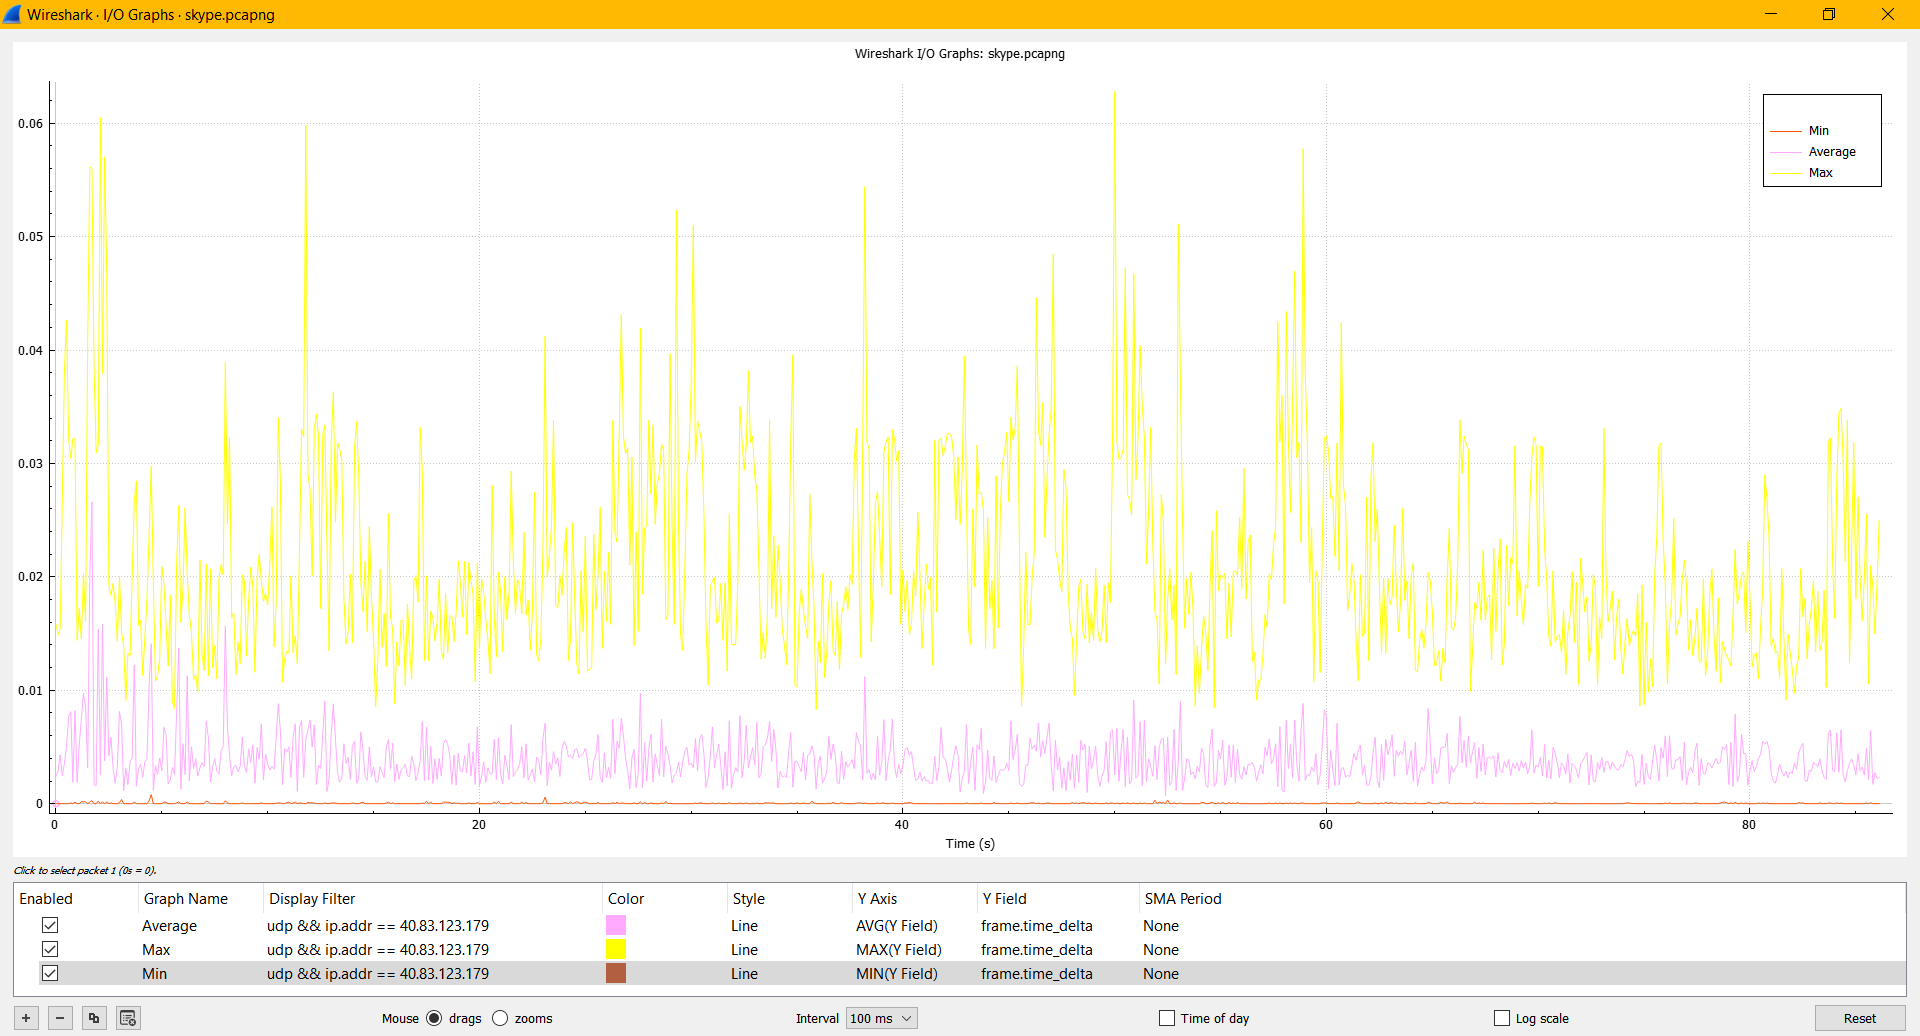 Wireshark · I/O Graphs · skype.pcapng
Wireshark I/O Graphs: skype.pcapng
0.06
0.05
0.04
0.03
0.02
0.01
0
Min
Average
Max
0 20 40 60 80
Time (s)
Click to select packet 1 (0s = 0).
Enabled Graph Name Display Filter Color Style Y Axis Y Field SMA Period
Average udp && ip.addr == 40.83.123.179 Line AVG(Y Field) frame.time_delta None
Max udp && ip.addr == 40.83.123.179 Line MAX(Y Field) frame.time_delta None
Min udp && ip.addr == 40.83.123.179 Line MIN(Y Field) frame.time_delta None
Mouse drags zooms Interval 100 ms Time of day Log scale Reset